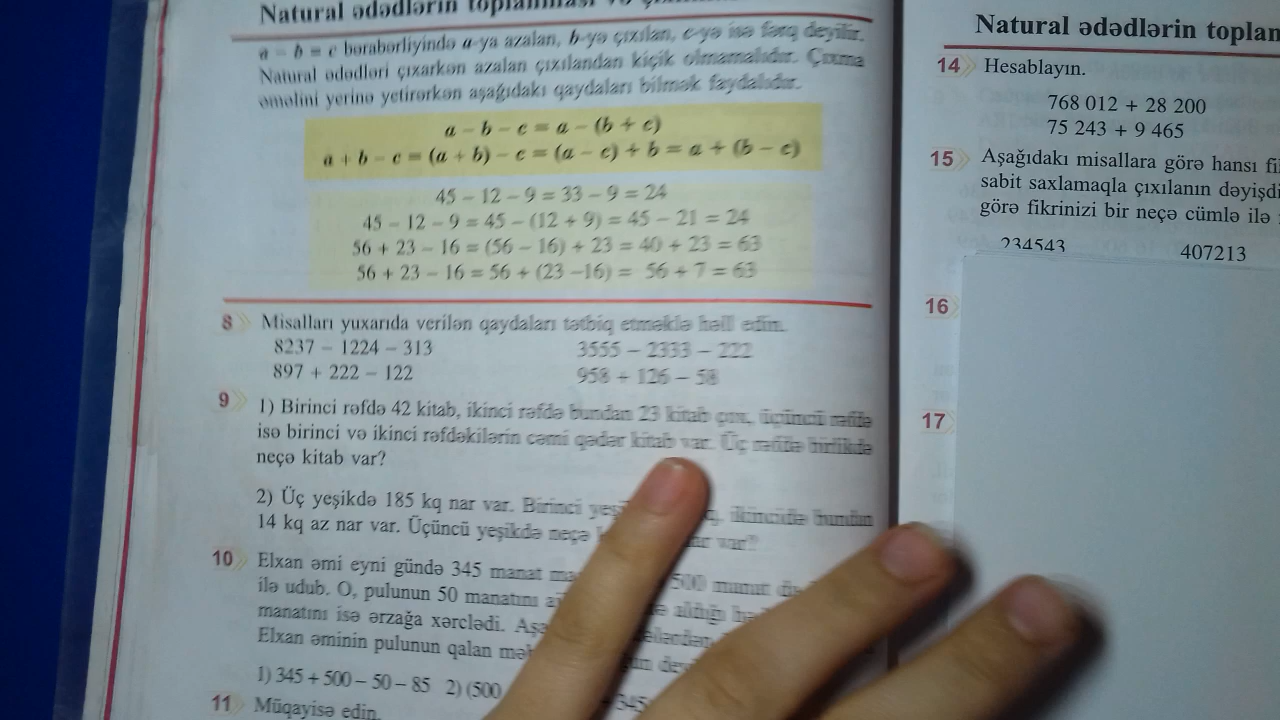 Natural ədədlərin toplanması və
a – b = c bərabərliyində a-ya azalan, b-yə çıxılan, c-yə isə fərq deyilir.
Natural ədədləri çıxarkən azalan çıxılandan kiçik olmamalıdır. Çıxma
əməlini yerinə yetirərkən aşağıdakı qaydaları bilmək faydalıdır.
a – b – c = a – (b + c)
a + b – c = (a + b) – c = (a – c) + b = a + (b – c)
45 – 12 – 9 = 33 – 9 = 24
45 – 12 – 9 = 45 – (12 + 9) = 45 – 21 = 24
56 + 23 – 16 = (56 – 16) + 23 = 40 + 23 = 63
56 + 23 – 16 = 56 + (23 –16) = 56 + 7 = 63
8 Misalları yuxarıda verilən qaydaları tətbiq etməklə həll edin.
8237 – 1224 – 313 3555 – 2333 – 222
897 + 222 – 122 958 + 126 – 58
9 1) Birinci rəfdə 42 kitab, ikinci rəfdə bundan 23 kitab çox, üçüncü rəfdə
isə birinci və ikinci rəfdəkilərin cəmi qədər kitab var. Üç rəfdə birlikdə
neçə kitab var?
2) Üç yeşikdə 185 kq nar var. Birinci ikincidə bundan
14 kq az nar var. Üçüncü yeşikdə neçə var?
10 Elxan əmi eyni gündə 345 manat 500 manat
ilə udub. O, pulunun 50 manatını aldığı
manatını isə ərzağa xərclədi.
Elxan əminin pulunun qalan
1) 345 + 500 – 50 – 85 2) (500
11 Müqayisə edin.
Natural ədədlərin
14 Hesablayın.
768 012 + 28 200
75 243 + 9 465
15 Aşağıdakı misallara görə hansı
sabit saxlamaqla çıxılanın
görə fikrinizi bir neçə cümlə ilə
234543 407213
16
17